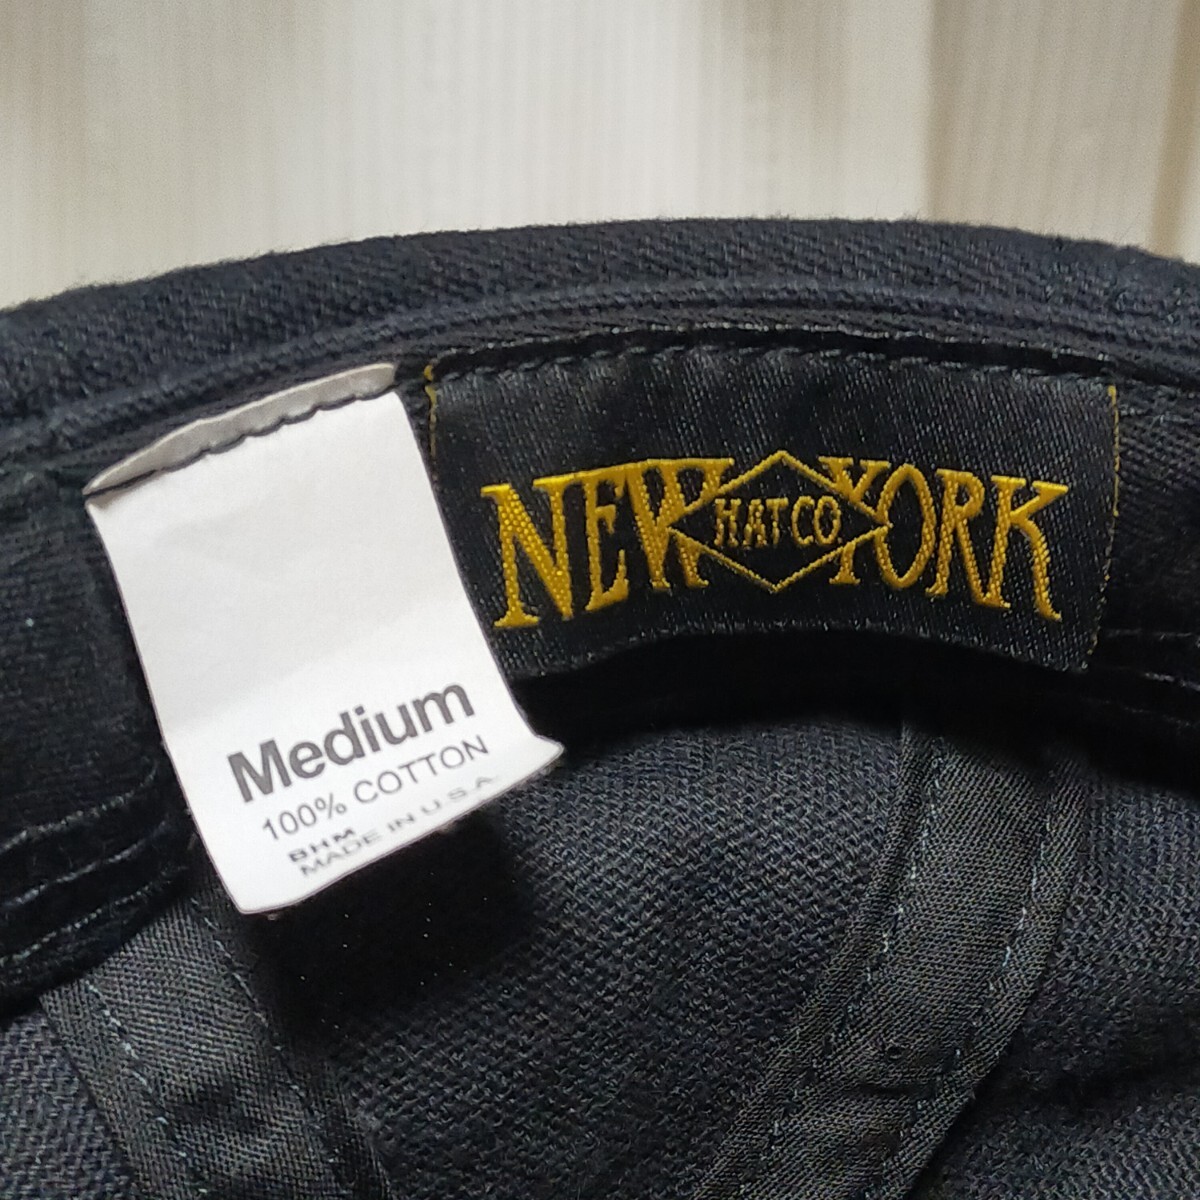 NEW YORK
HAT CO.
Medium
100% COTTON
BHM
MADE IN U.S.A.